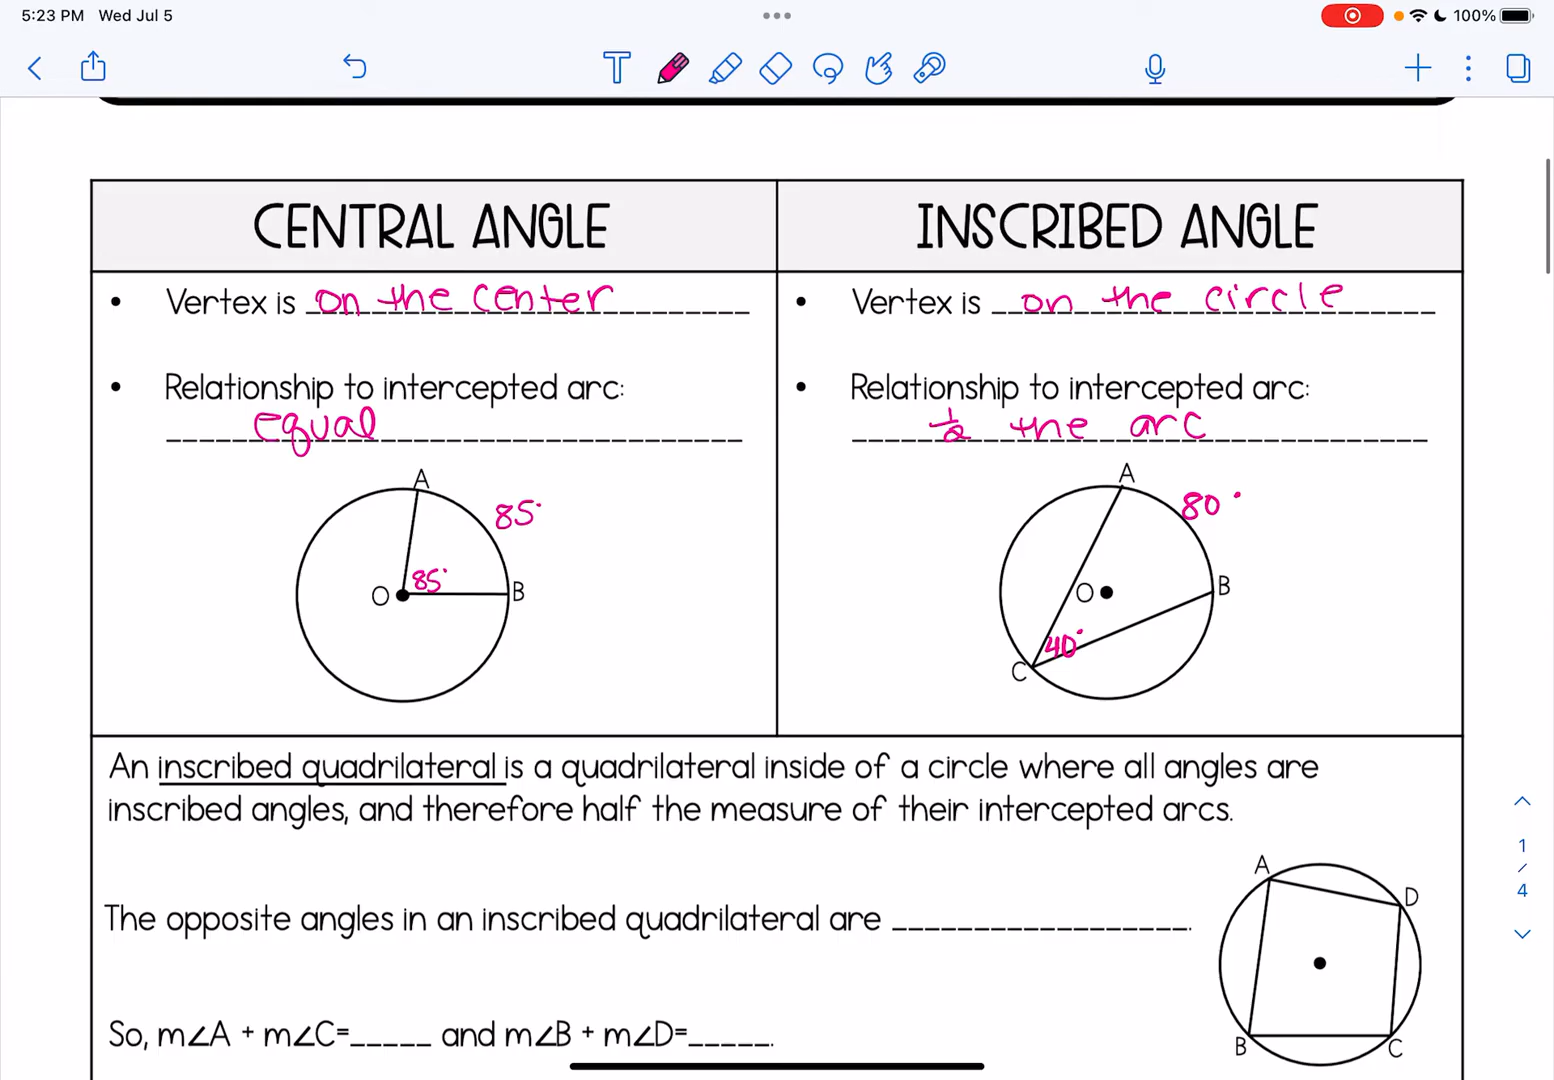 5:23 PM Wed Jul 5
100%
CENTRAL ANGLE
INSCRIBED ANGLE
• Vertex is on the center
• Relationship to intercepted arc:
equal
A
85°
85°
O
B
• Vertex is on the circle
• Relationship to intercepted arc:
½ the arc
A
80°
O
B
40°
C
An inscribed quadrilateral is a quadrilateral inside of a circle where all angles are
inscribed angles, and therefore half the measure of their intercepted arcs.
The opposite angles in an inscribed quadrilateral are __________________.
So, m∠A + m∠C=_____ and m∠B + m∠D=_____.
A
D
B
C
1
/
4